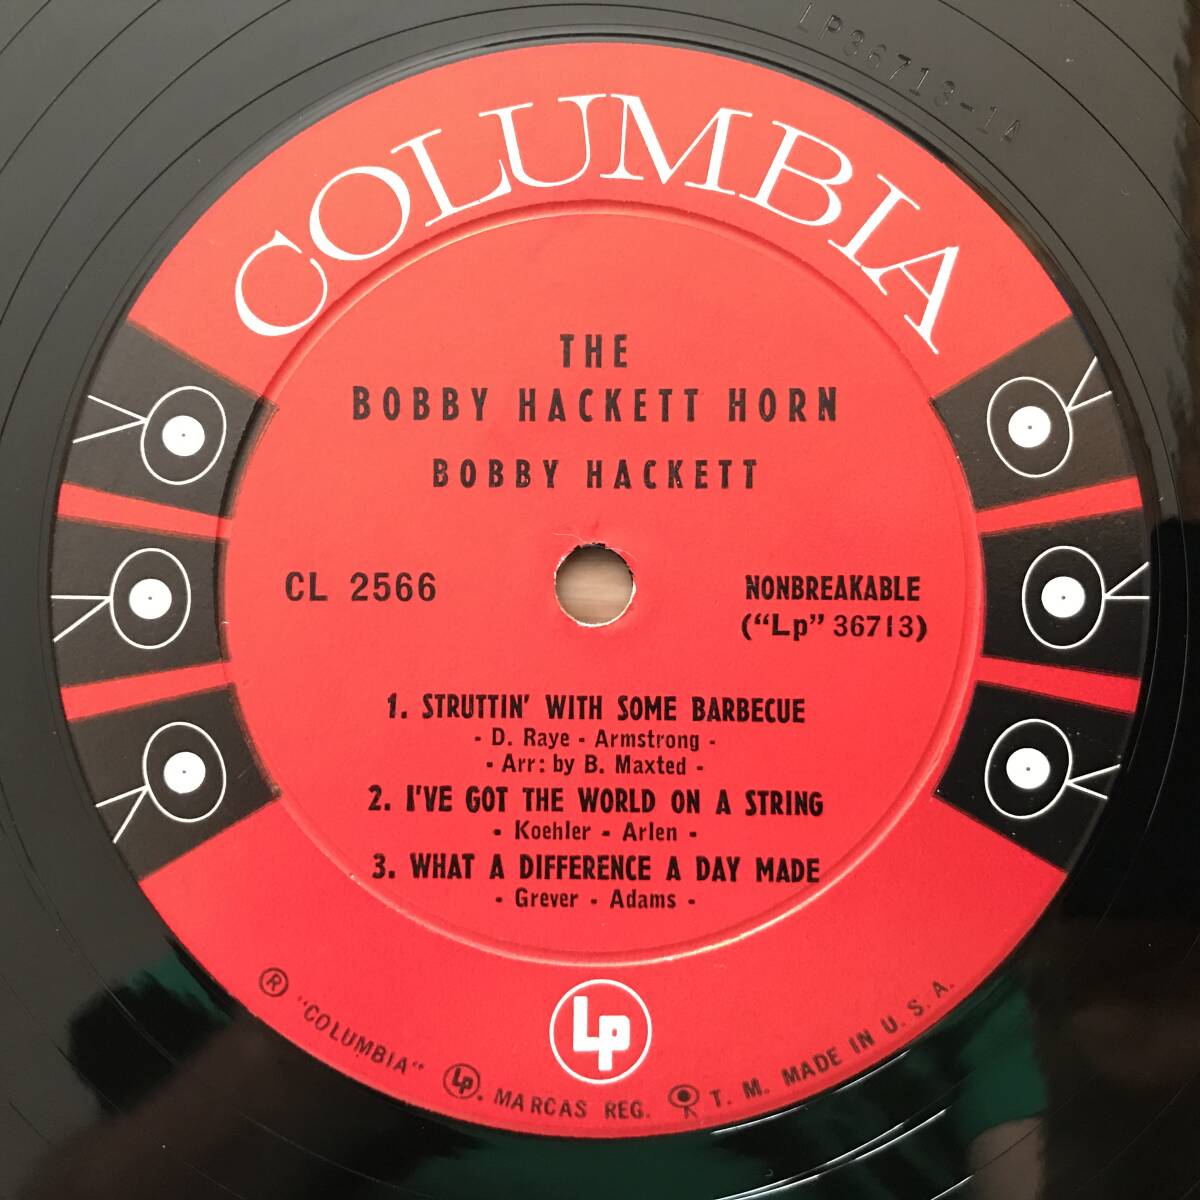 LP36713-1A
COLUMBIA
THE
BOBBY HACKETT HORN
BOBBY HACKETT
CL 2566
NONBREAKABLE
("Lp" 36713)
1. STRUTTIN' WITH SOME BARBECUE
- D. Raye - Armstrong -
- Arr: by B. Maxted -
2. I'VE GOT THE WORLD ON A STRING
- Koehler - Arlen -
3. WHAT A DIFFERENCE A DAY MADE
- Grever - Adams -
Lp
® "COLUMBIA" Lp. MARCAS REG. T. M. MADE IN U. S. A.